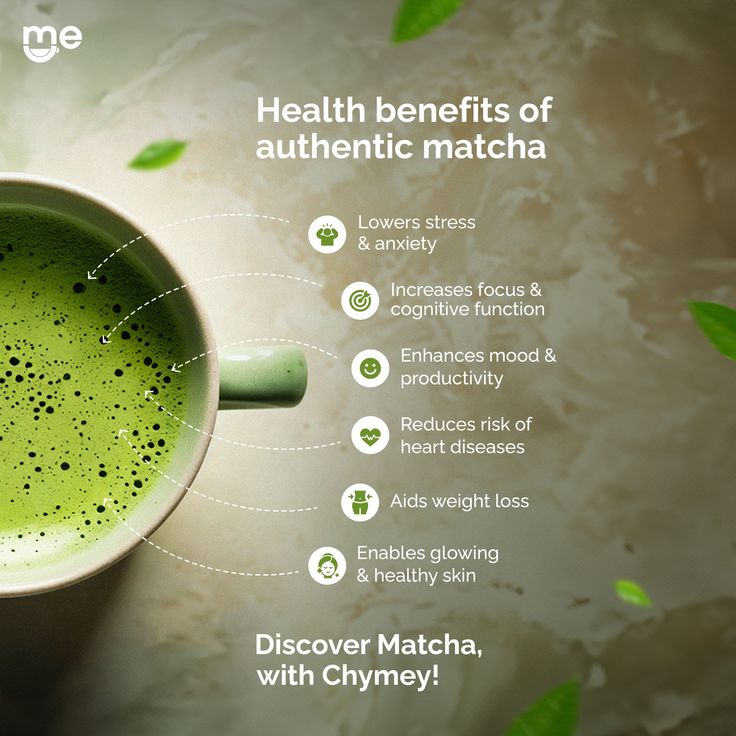 me
Health benefits of
authentic matcha
Lowers stress
& anxiety
Increases focus &
cognitive function
Enhances mood &
productivity
Reduces risk of
heart diseases
Aids weight loss
Enables glowing
& healthy skin
Discover Matcha,
with Chymey!